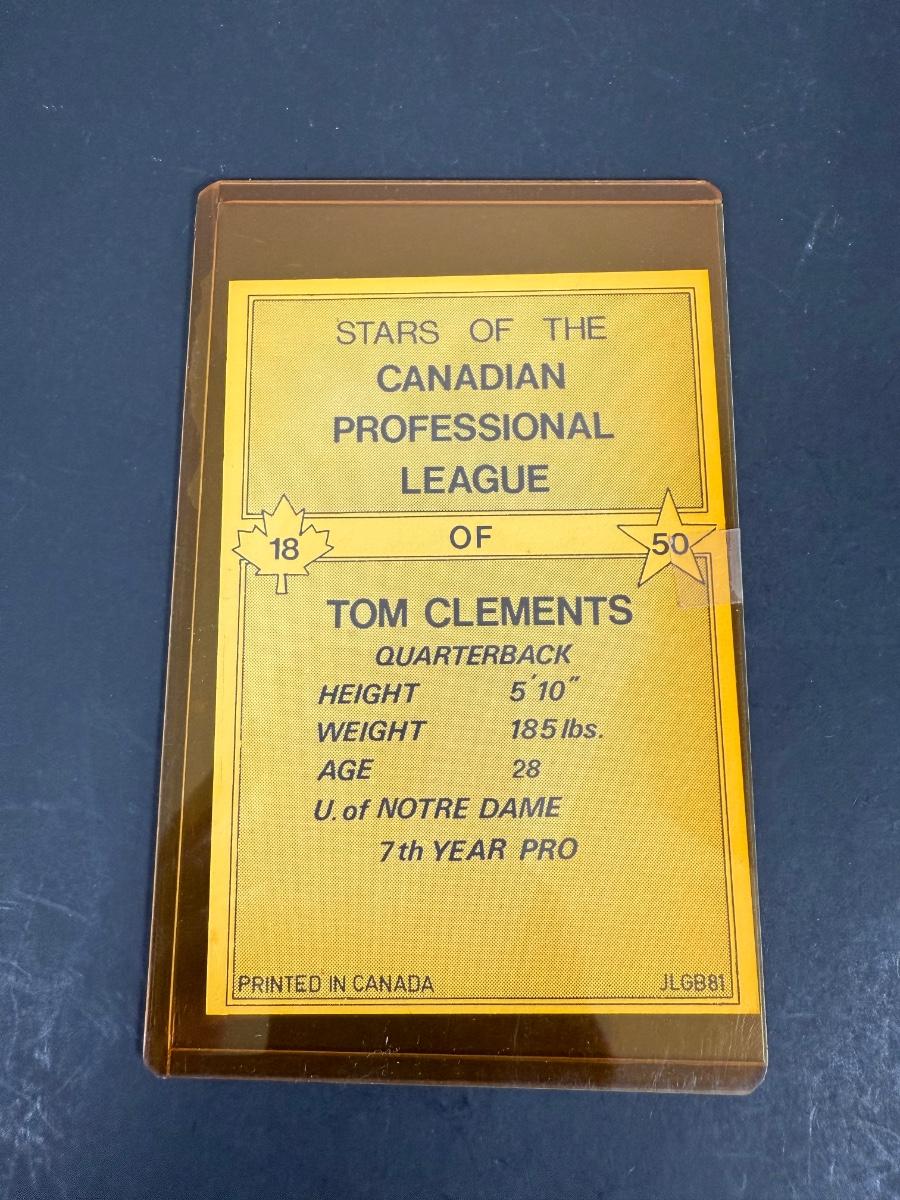 STARS OF THE
CANADIAN
PROFESSIONAL
LEAGUE
18 OF 50
TOM CLEMENTS
QUARTERBACK
HEIGHT 5'10"
WEIGHT 185 lbs.
AGE 28
U. of NOTRE DAME
7th YEAR PRO
PRINTED IN CANADA JLGB81